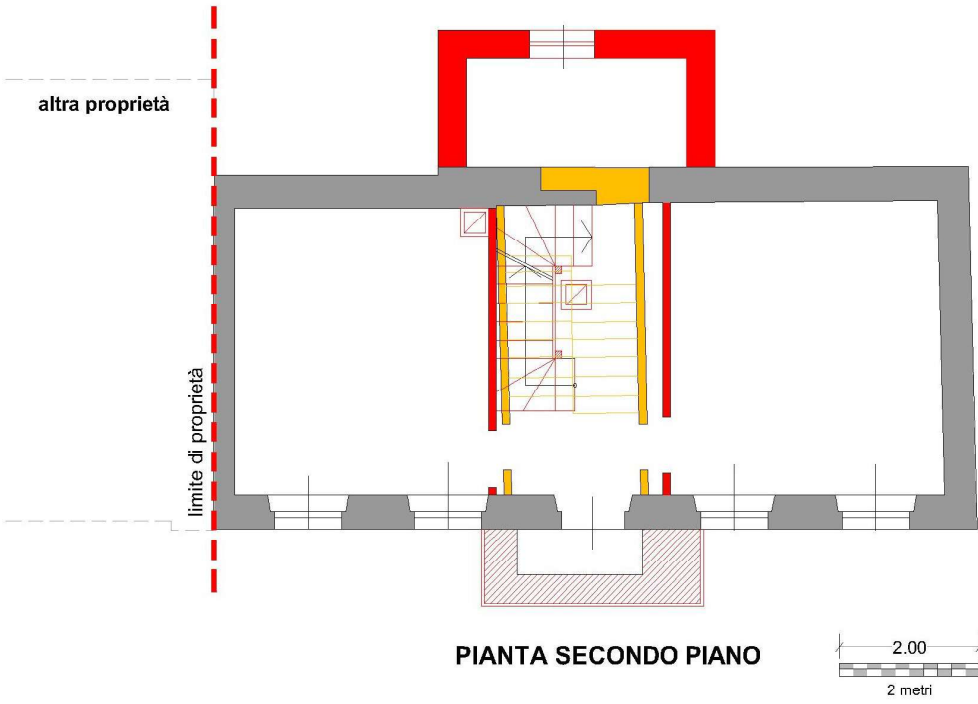 altra proprietà
limite di proprietà
PIANTA SECONDO PIANO
2.00
2 metri